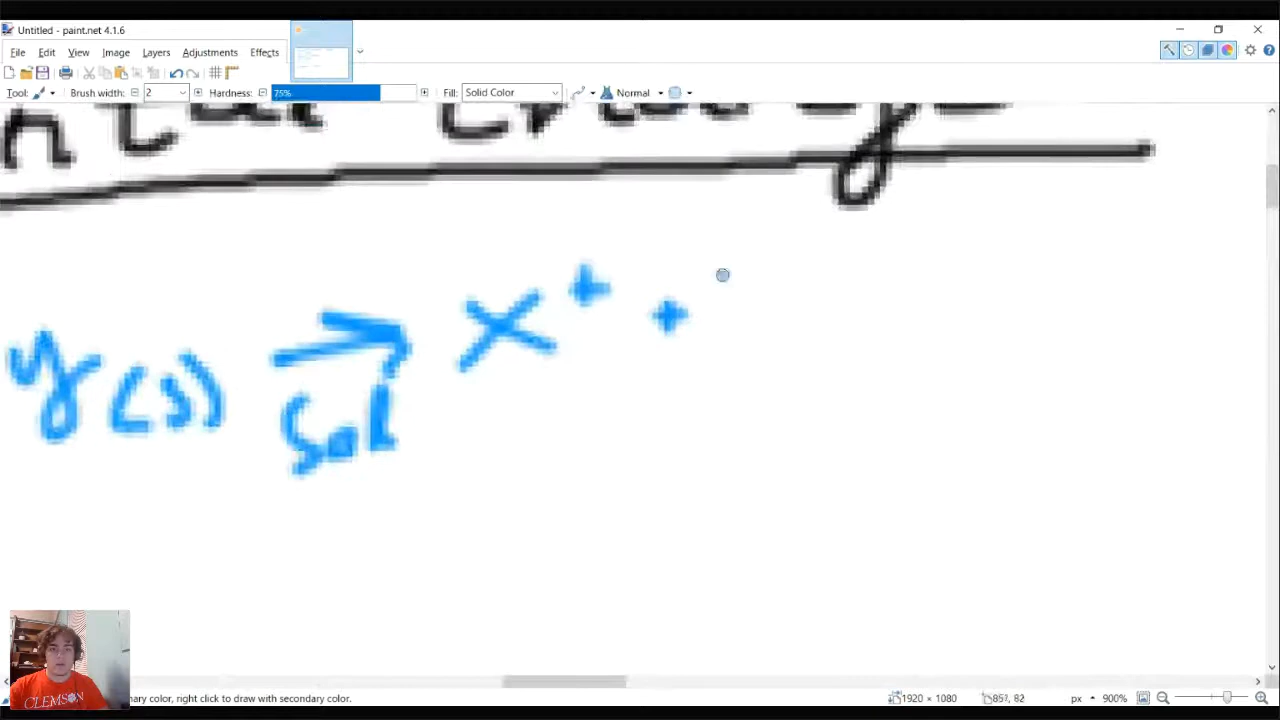 Untitled - paint.net 4.1.6
File Edit View Image Layers Adjustments Effects
Tool: Brush width: 2 Hardness: 75% Fill: Solid Color Normal
y(s) → X⁺ +
sol
CLEMSON
nary color, right click to draw with secondary color.
1920 × 1080 857, 82 px 900%